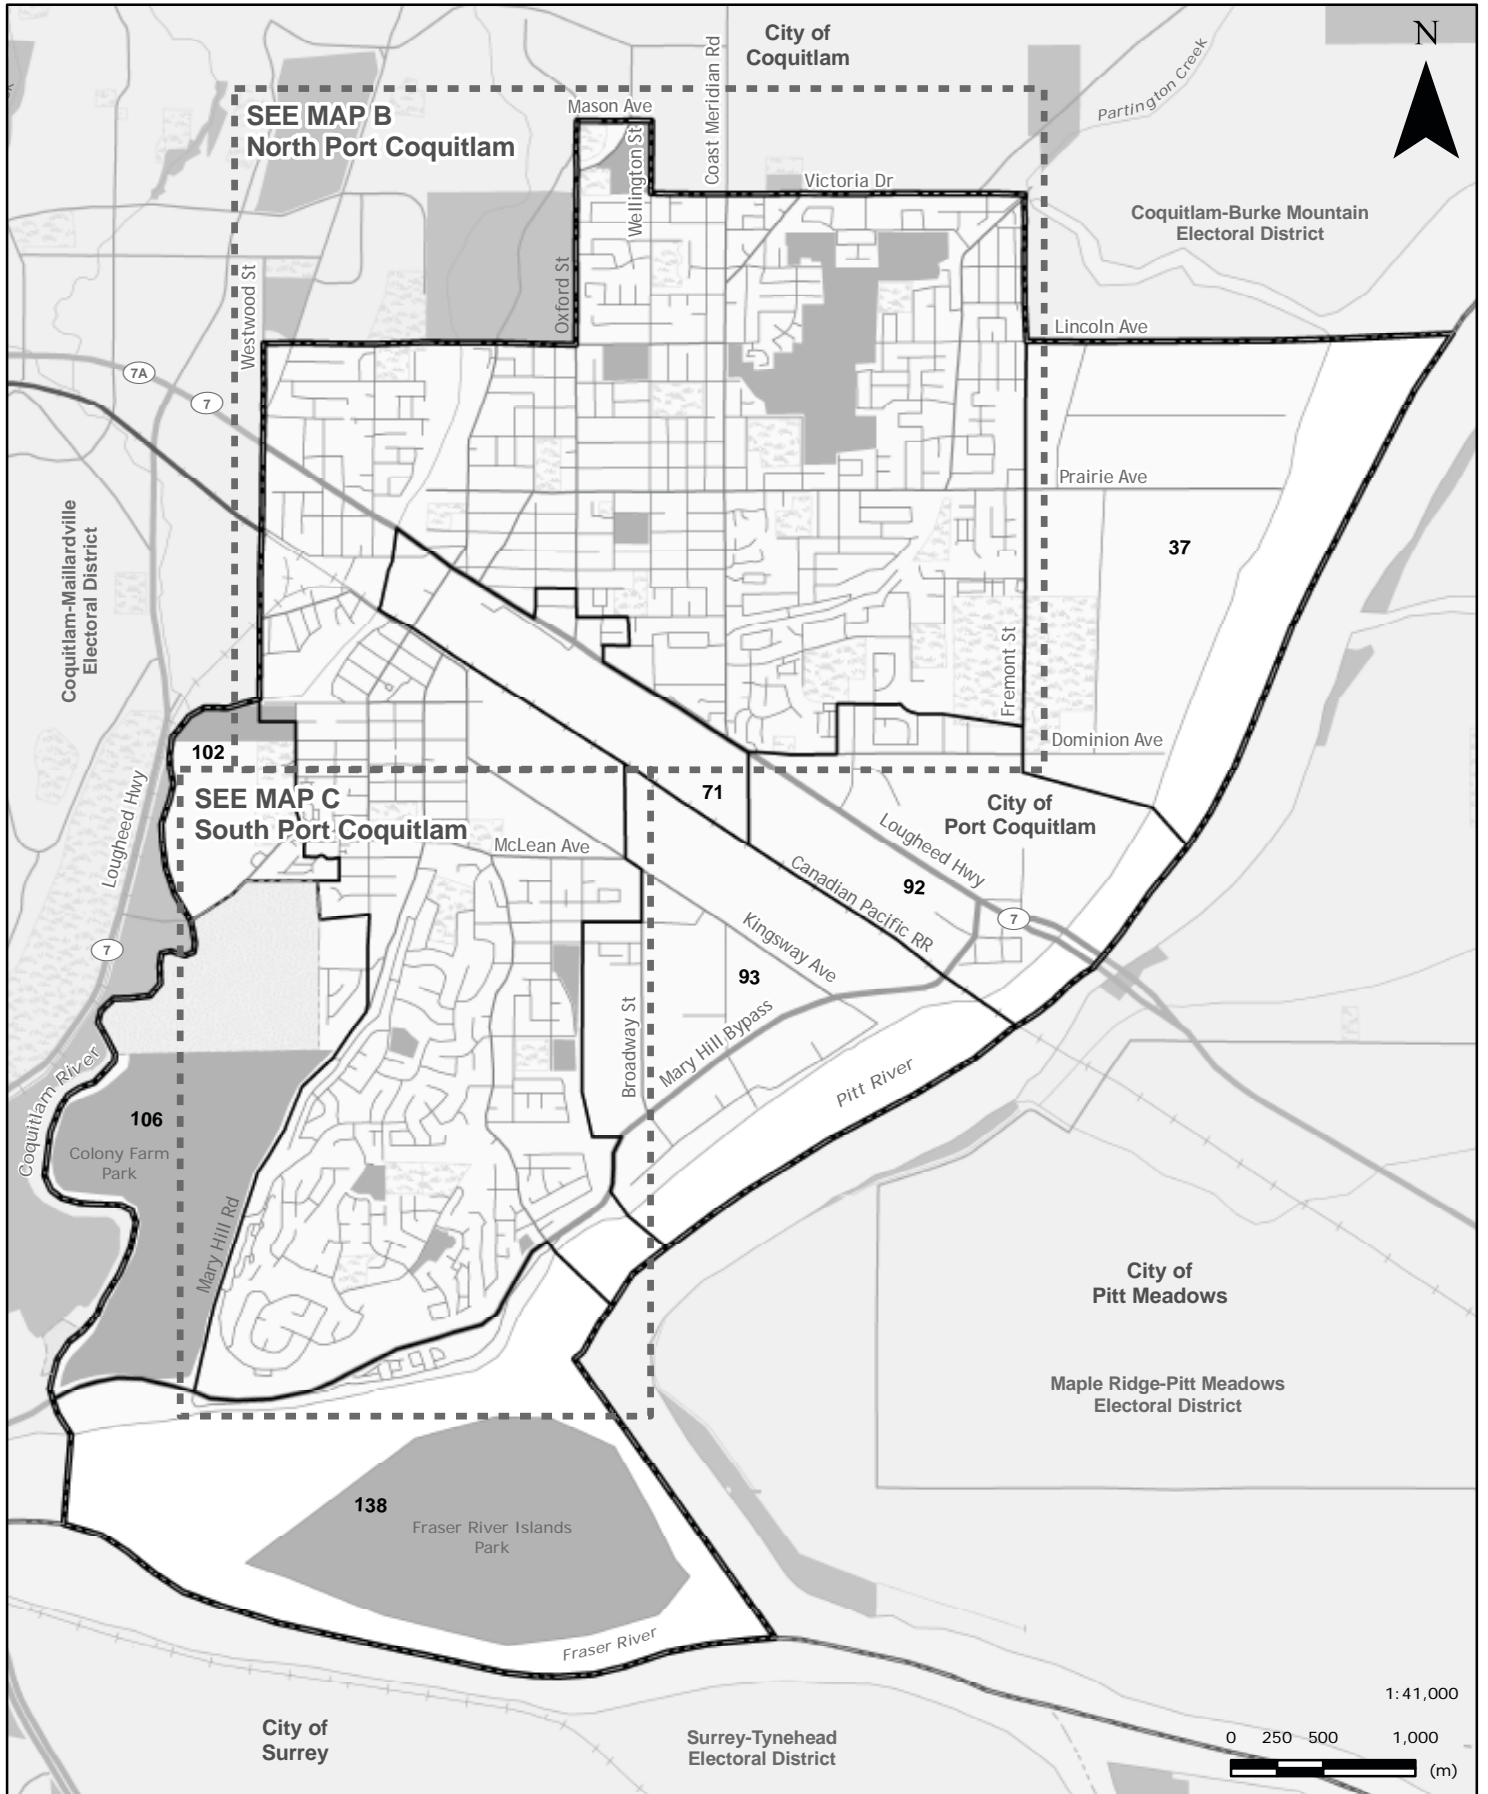 City of
Coquitlam
N
Coast Meridian Rd
Partington Creek
SEE MAP B
North Port Coquitlam
Mason Ave
Wellington St
Victoria Dr
Coquitlam-Burke Mountain
Electoral District
Westwood St
Oxford St
Lincoln Ave
7A
7
Prairie Ave
Coquitlam-Maillardville
Electoral District
37
Fremont St
Dominion Ave
102
71
SEE MAP C
South Port Coquitlam
City of
Port Coquitlam
Lougheed Hwy
McLean Ave
Lougheed Hwy
Canadian Pacific RR
92
7
7
Kingsway Ave
93
Broadway St
Mary Hill Bypass
Pitt River
Coquitlam River
106
Colony Farm
Park
Mary Hill Rd
City of
Pitt Meadows
Maple Ridge-Pitt Meadows
Electoral District
138
Fraser River Islands
Park
Fraser River
City of
Surrey
Surrey-Tynehead
Electoral District
1:41,000
0 250 500 1,000
(m)